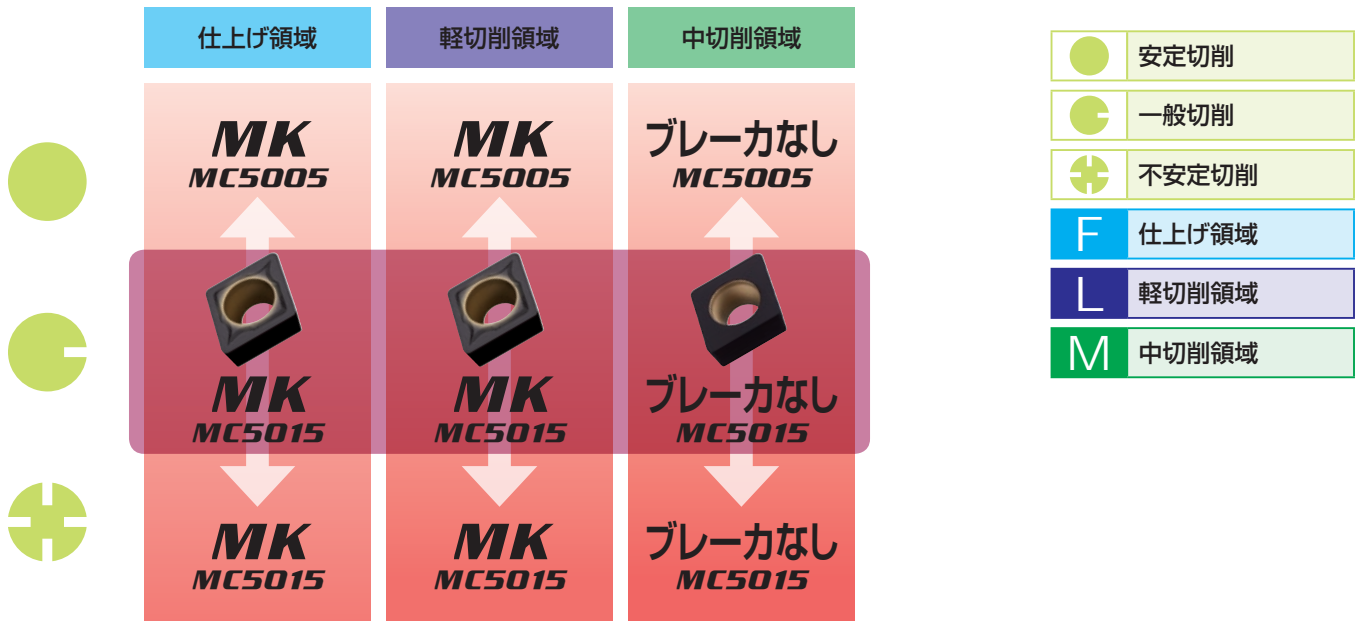 仕上げ領域
軽切削領域
中切削領域
MK
MC5005
MK
MC5005
ブレーカなし
MC5005
MK
MC5015
MK
MC5015
ブレーカなし
MC5015
MK
MC5015
MK
MC5015
ブレーカなし
MC5015
安定切削
一般切削
不安定切削
F 仕上げ領域
L 軽切削領域
M 中切削領域